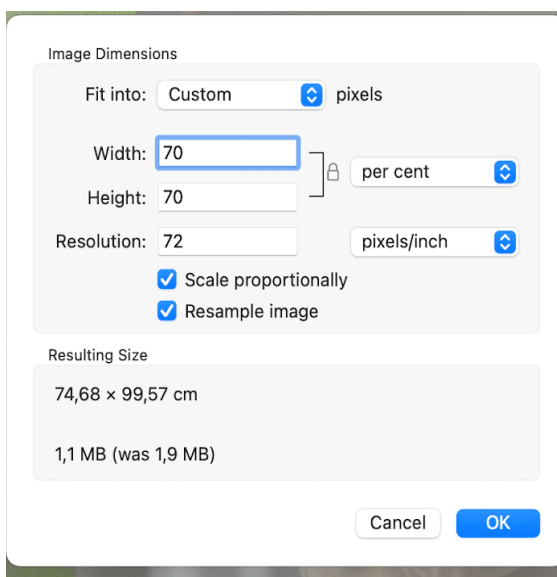 Image Dimensions
Fit into: Custom pixels
Width: 70
per cent
Height: 70
Resolution: 72 pixels/inch
Scale proportionally
Resample image
Resulting Size
74,68 × 99,57 cm
1,1 MB (was 1,9 MB)
Cancel OK